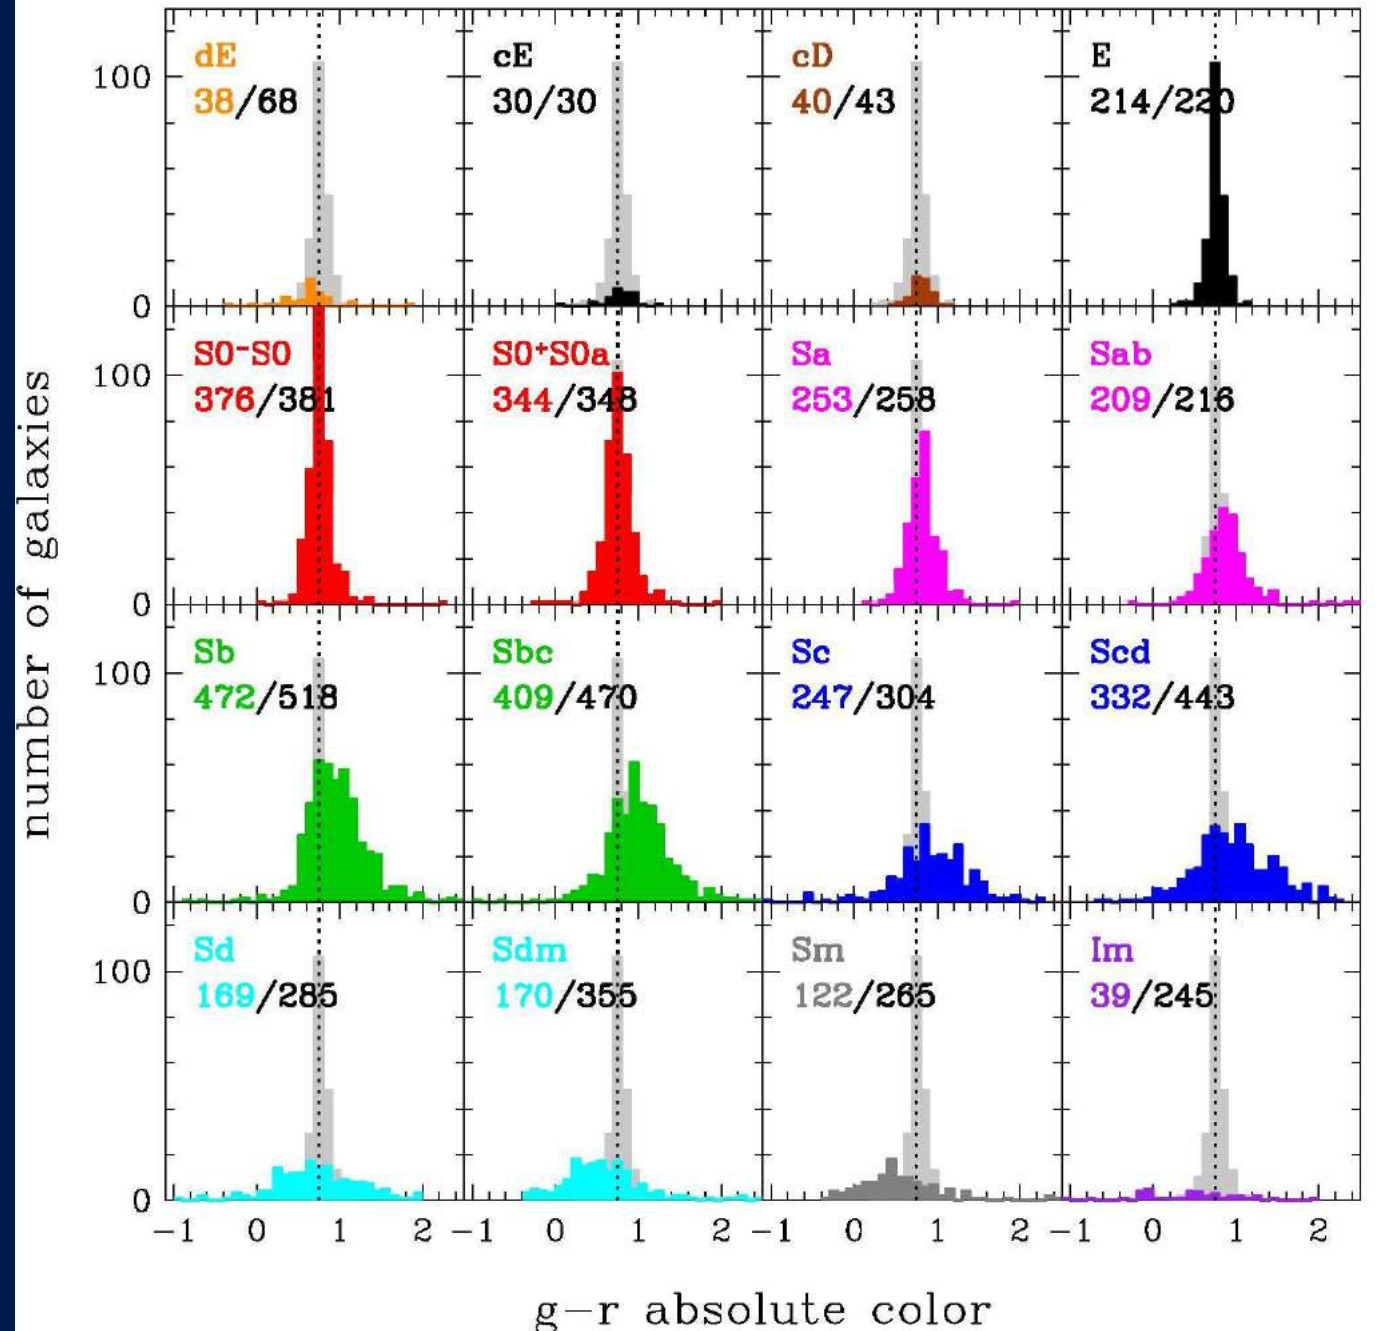 number of galaxies
dE cE cD E
100
38/68 30/30 40/43 214/220
0
S0-S0 S0+S0a Sa Sab
100
376/381 344/348 253/258 209/216
0
Sb Sbc Sc Scd
100
472/518 409/470 247/304 332/443
0
Sd Sdm Sm Im
100
169/285 170/355 122/265 39/245
0
-1 0 1 2 -1 0 1 2 -1 0 1 2 -1 0 1 2
g-r absolute color